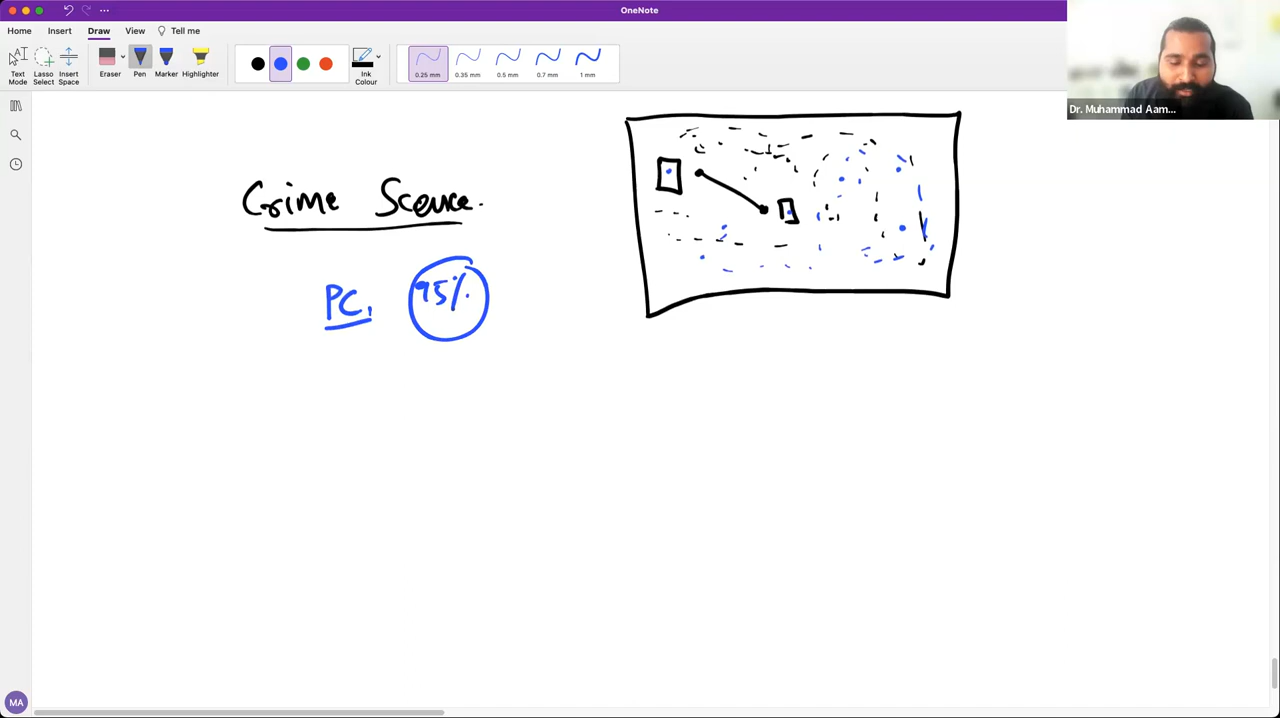 OneNote
Home Insert Draw View Tell me
Text Mode
Lasso Select
Insert Space
Eraser
Pen
Marker
Highlighter
Ink Colour
0.25 mm
0.35 mm
0.5 mm
0.7 mm
1 mm
Dr. Muhammad Aam...
Crime Scence.
PC, 95%.
MA